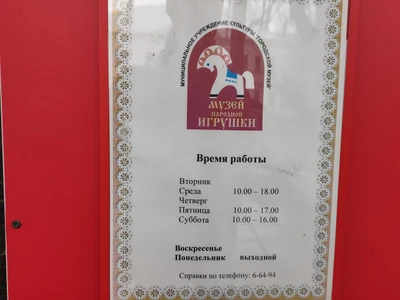 МУНИЦИПАЛЬНОЕ УЧРЕЖДЕНИЕ КУЛЬТУРЫ "ГОРОДСКОЙ МУЗЕЙ"
МУЗЕЙ
НАРОДНОЙ
ИГРУШКИ
Время работы
Вторник
Среда 10.00 – 18.00
Четверг
Пятница 10.00 – 17.00
Суббота 10.00 – 16.00
Воскресенье
Понедельник выходной
Справки по телефону: 6-64-94